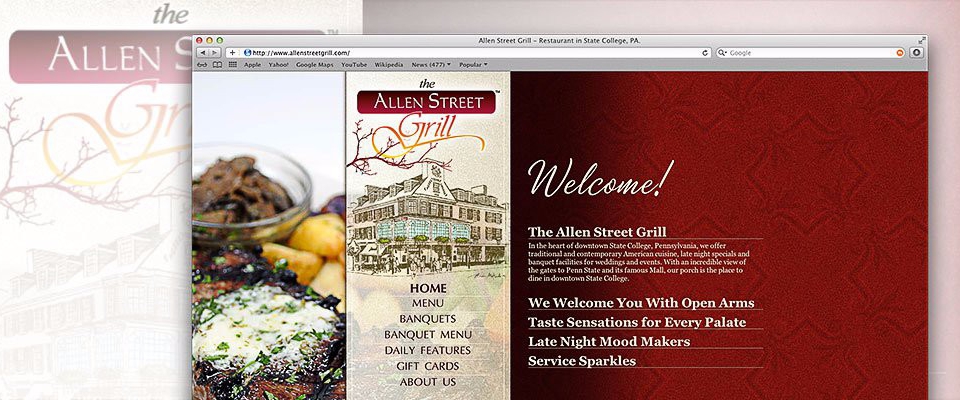 the
ALLEN S
Grill
Allen Street Grill – Restaurant in State College, PA.
http://www.allenstreetgrill.com/
Google
Apple Yahoo! Google Maps YouTube Wikipedia News (477) Popular
the
ALLEN STREET™
Grill
HOME
MENU
BANQUETS
BANQUET MENU
DAILY FEATURES
GIFT CARDS
ABOUT US
Welcome!
The Allen Street Grill
In the heart of downtown State College, Pennsylvania, we offer
traditional and contemporary American cuisine, late night specials and
banquet facilities for weddings and events. With an incredible view of
the gates to Penn State and its famous Mall, our porch is the place to
dine in downtown State College.
We Welcome You With Open Arms
Taste Sensations for Every Palate
Late Night Mood Makers
Service Sparkles